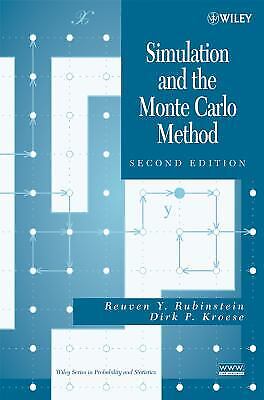 WILEY
x
Simulation
and the
Monte Carlo
Method
SECOND EDITION
y
Reuven Y. Rubinstein
Dirk P. Kroese
Wiley Series in Probability and Statistics
WWW